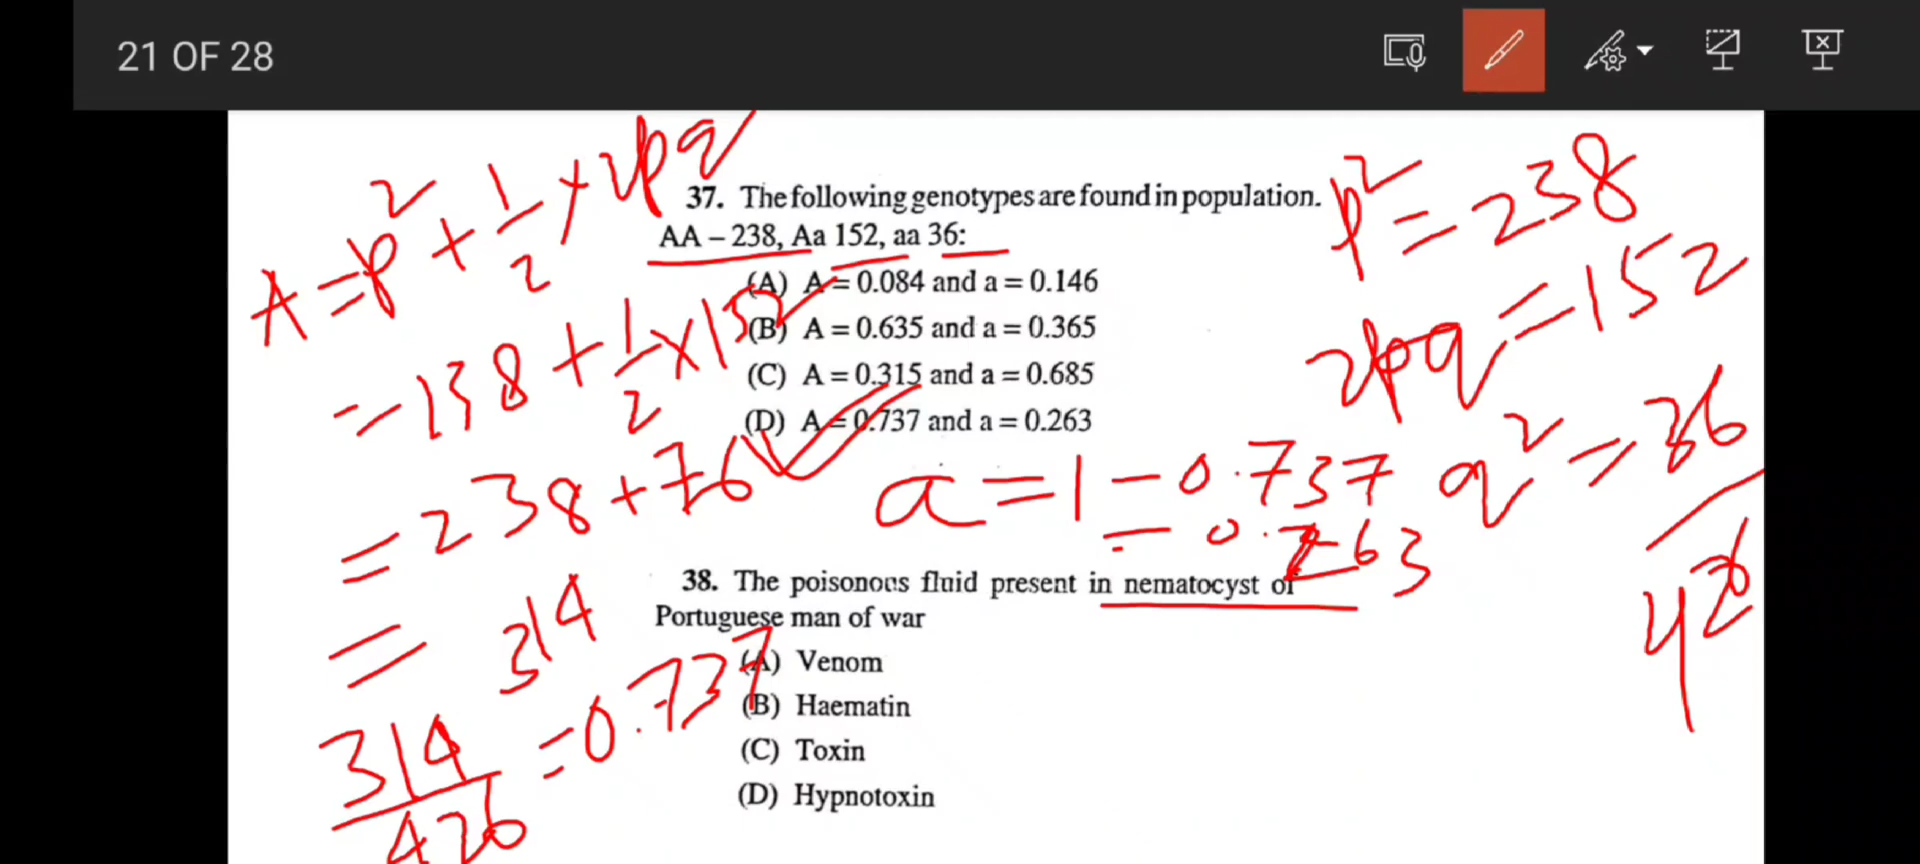 21 OF 28
A = p² + 1/2 × 2pq
37. The following genotypes are found in population.
AA – 238, Aa 152, aa 36:
(A) A = 0.084 and a = 0.146
(B) A = 0.635 and a = 0.365
(C) A = 0.315 and a = 0.685
(D) A = 0.737 and a = 0.263
p² = 238
2pq = 152
q² = 36
426
= 138 + 1/2 × 152
= 238 + 76
= 314
314/426 = 0.737
a = 1 – 0.737
= 0.263
38. The poisonous fluid present in nematocyst of
Portuguese man of war
(A) Venom
(B) Haematin
(C) Toxin
(D) Hypnotoxin